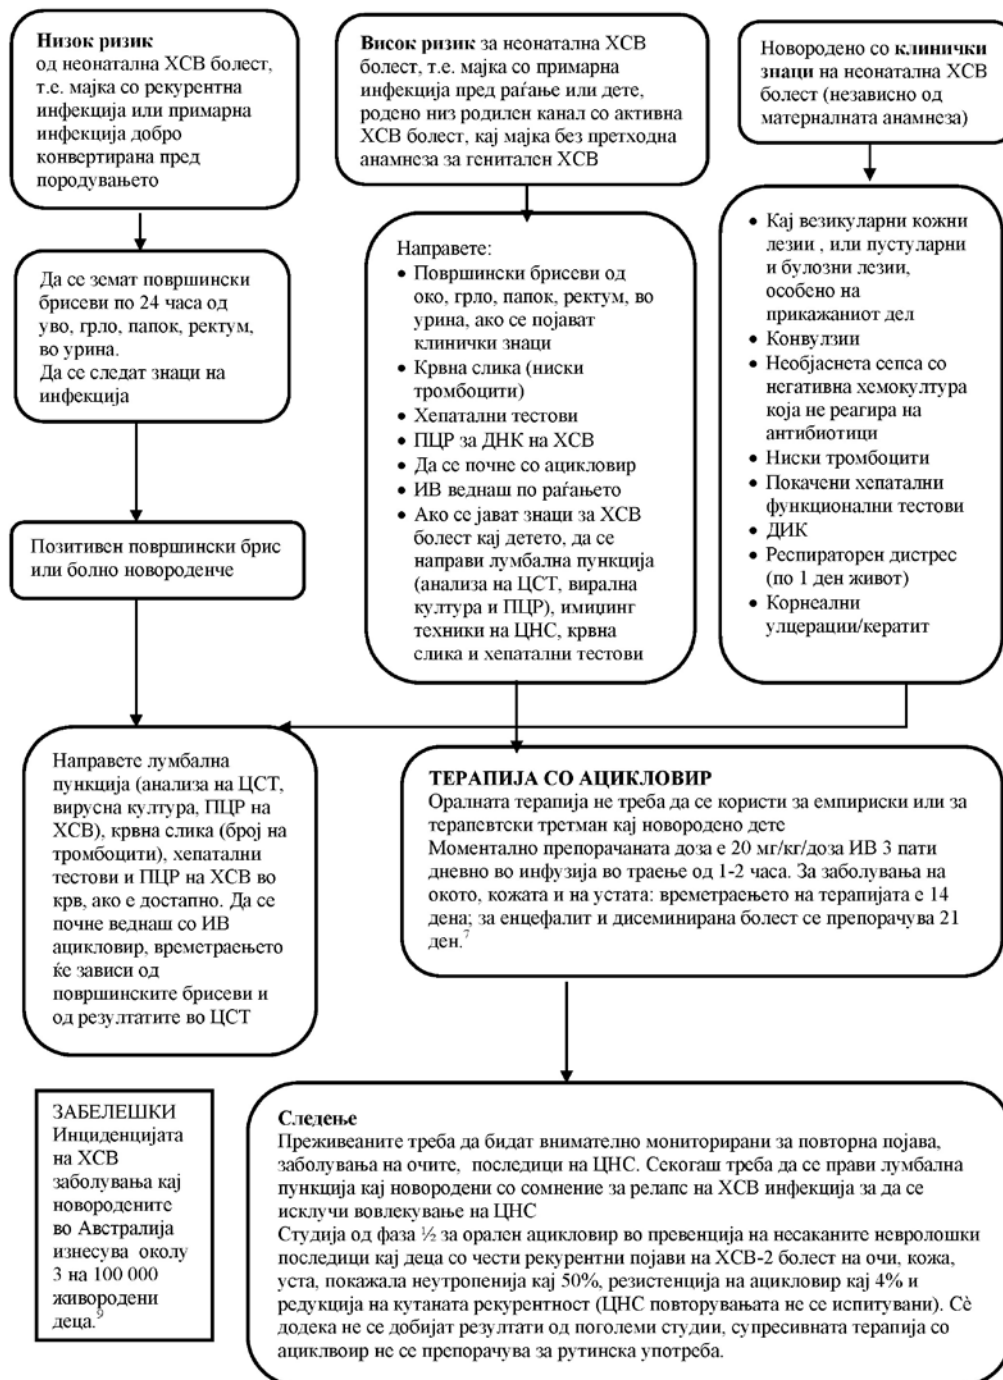 Низок ризик
од неонатална ХСВ болест,
т.е. мајка со рекурентна
инфекција или примарна
инфекција добро
конвертирана пред
породувањето
Висок ризик за неонатална ХСВ
болест, т.е. мајка со примарна
инфекција пред раѓање или дете,
родено низ родилен канал со активна
ХСВ болест, кај мајка без претходна
анамнеза за генитален ХСВ
Новородено со клинички
знаци на неонатална ХСВ
болест (независно од
матерналната анамнеза)
Да се земат површински
брисеви по 24 часа од
уво, грло, папок, ректум,
во урина.
Да се следат знаци на
инфекција
Позитивен површински брис
или болно новороденче
Направете:
• Површински брисеви од
око, грло, папок, ректум, во
урина, ако се појават
клинички знаци
• Крвна слика (ниски
тромбоцити)
• Хепатални тестови
• ПЦР за ДНК на ХСВ
• Да се почне со ацикловир
• ИВ веднаш по раѓањето
• Ако се јават знаци за ХСВ
болест кај детето, да се
направи лумбална пункција
(анализа на ЦСТ, вирална
култура и ПЦР), имиџинг
техники на ЦНС, крвна
слика и хепатални тестови
• Кај везикуларни кожни
лезии , или пустуларни
и булозни лезии,
особено на
прикажаниот дел
• Конвулзии
• Необјаснета сепса со
негативна хемокултура
која не реагира на
антибиотици
• Ниски тромбоцити
• Покачени хепатални
функционални тестови
• ДИК
• Респираторен дистрес
(по 1 ден живот)
• Корнеални
улцерации/кератит
Направете лумбална
пункција (анализа на ЦСТ,
вирусна култура, ПЦР на
ХСВ), крвна слика (број на
тромбоцити), хепатални
тестови и ПЦР на ХСВ во
крв, ако е достапно. Да се
почне веднаш со ИВ
ацикловир, времетраењето
ќе зависи од
површинските брисеви и
од резултатите во ЦСТ
ТЕРАПИЈА СО АЦИКЛОВИР
Оралната терапија не треба да се користи за емпириски или за
терапевтски третман кај новородено дете
Моментално препорачаната доза е 20 мг/кг/доза ИВ 3 пати
дневно во инфузија во траење од 1-2 часа. За заболувања на
окото, кожата и на устата: времетраењето на терапијата е 14
дена; за енцефалит и дисеминирана болест се препорачува 21
ден.7
ЗАБЕЛЕШКИ
Инциденцијата
на ХСВ
заболувања кај
новородените
во Австралија
изнесува околу
3 на 100 000
живородени
деца.9
Следење
Преживеаните треба да бидат внимателно мониторирани за повторна појава,
заболувања на очите, последици на ЦНС. Секогаш треба да се прави лумбална
пункција кај новородени со сомнение за релапс на ХСВ инфекција за да се
исклучи вовлекување на ЦНС
Студија од фаза ½ за орален ацикловир во превенција на несаканите невролошки
последици кај деца со чести рекурентни појави на ХСВ-2 болест на очи, кожа,
уста, покажала неутропенија кај 50%, резистенција на ацикловир кај 4% и
редукција на кутаната рекурентност (ЦНС повторувањата не се испитувани). Сѐ
додека не се добијат резултати од поголеми студии, супресивната терапија со
ациклвоир не се препорачува за рутинска употреба.